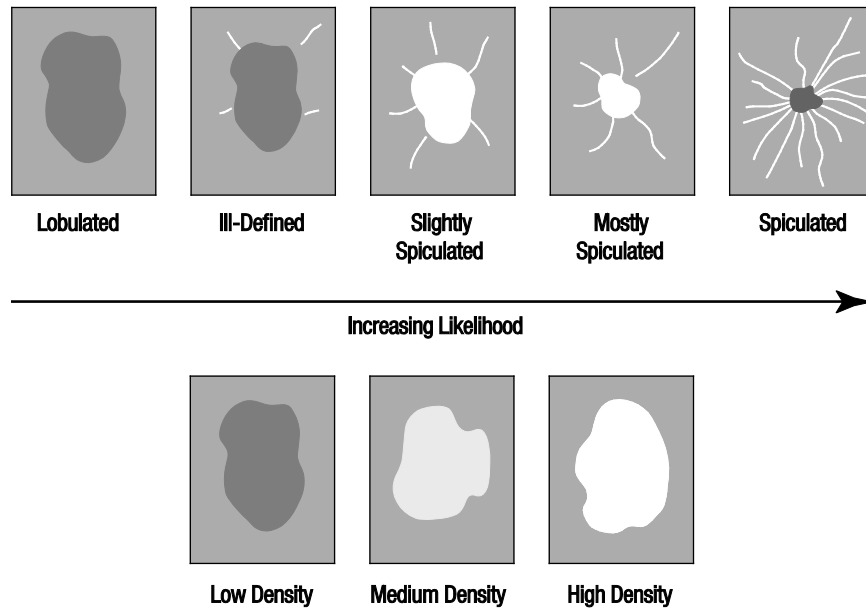 Lobulated
Ill-Defined
Slightly
Spiculated
Mostly
Spiculated
Spiculated
Increasing Likelihood
Low Density
Medium Density
High Density